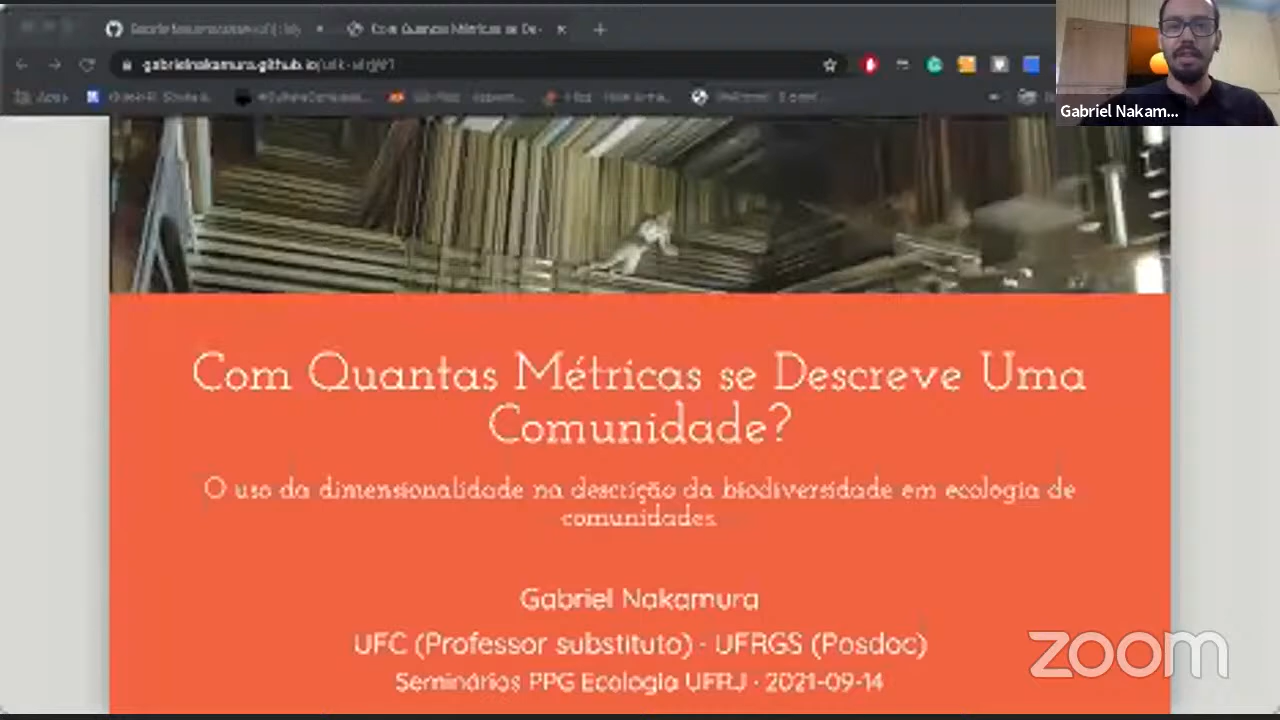 gabrielnakamura.github.io
Gabriel Nakam...
Com Quantas Métricas se Descreve Uma
Comunidade?
O uso da dimensionalidade na descrição da biodiversidade em ecologia de
comunidades.
Gabriel Nakamura
UFC (Professor substituto) · UFRGS (Posdoc)
Seminários PPG Ecologia UFRJ · 2021-09-14
zoom